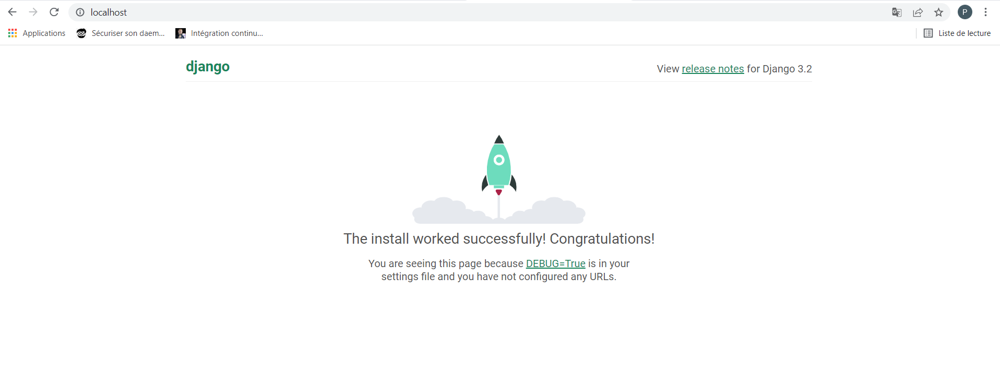 localhost
P
Applications
Sécuriser son daem...
Intégration continu...
Liste de lecture
django
View release notes for Django 3.2
The install worked successfully! Congratulations!
You are seeing this page because DEBUG=True is in your
settings file and you have not configured any URLs.